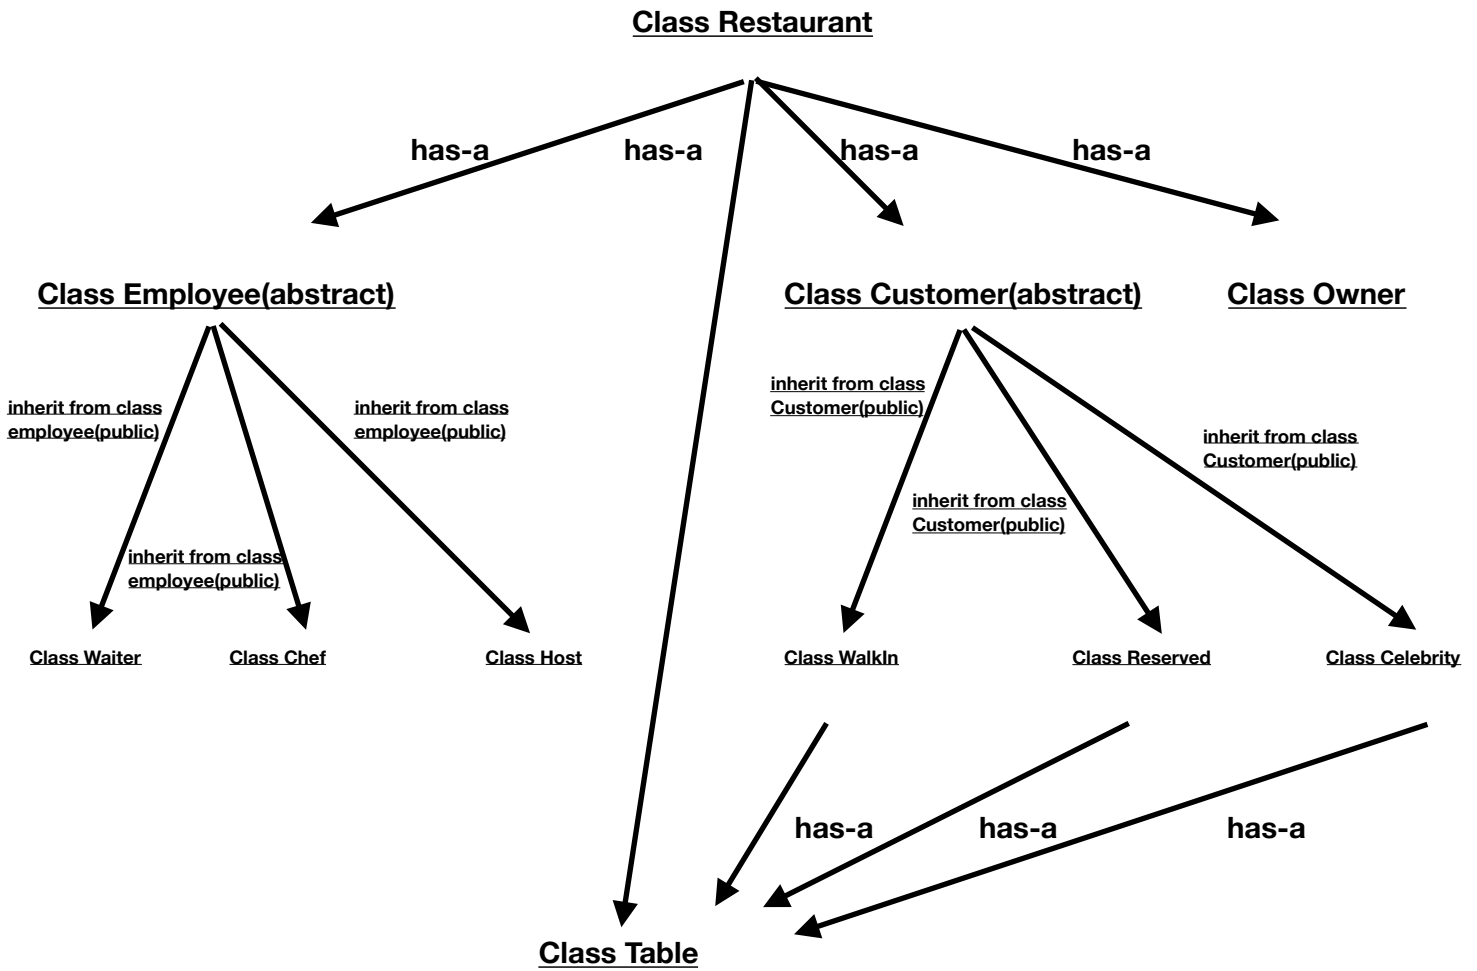 Class Restaurant
has-a
has-a
has-a
has-a
Class Employee(abstract)
Class Customer(abstract)
Class Owner
inherit from class
employee(public)
inherit from class
employee(public)
inherit from class
employee(public)
inherit from class
Customer(public)
inherit from class
Customer(public)
inherit from class
Customer(public)
Class Waiter
Class Chef
Class Host
Class WalkIn
Class Reserved
Class Celebrity
has-a
has-a
has-a
Class Table